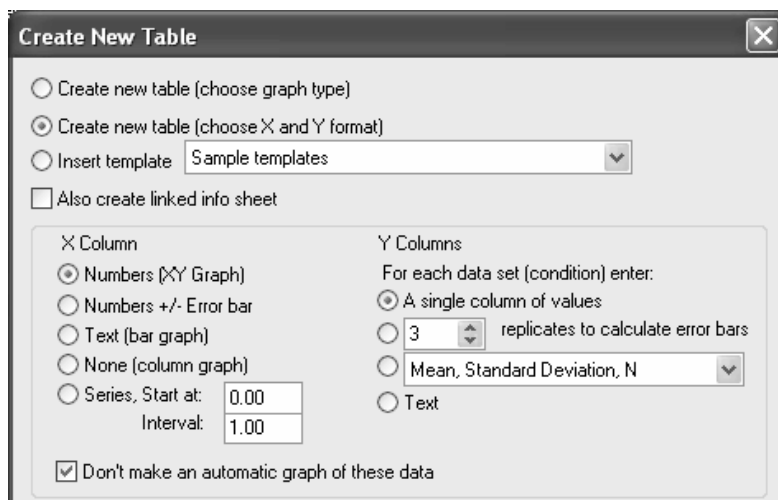 Create New Table
Create new table (choose graph type)
Create new table (choose X and Y format)
Insert template Sample templates
Also create linked info sheet
X Column
Numbers (XY Graph)
Numbers +/- Error bar
Text (bar graph)
None (column graph)
Series, Start at: 0.00
Interval: 1.00
Y Columns
For each data set (condition) enter:
A single column of values
3 replicates to calculate error bars
Mean, Standard Deviation, N
Text
Don't make an automatic graph of these data